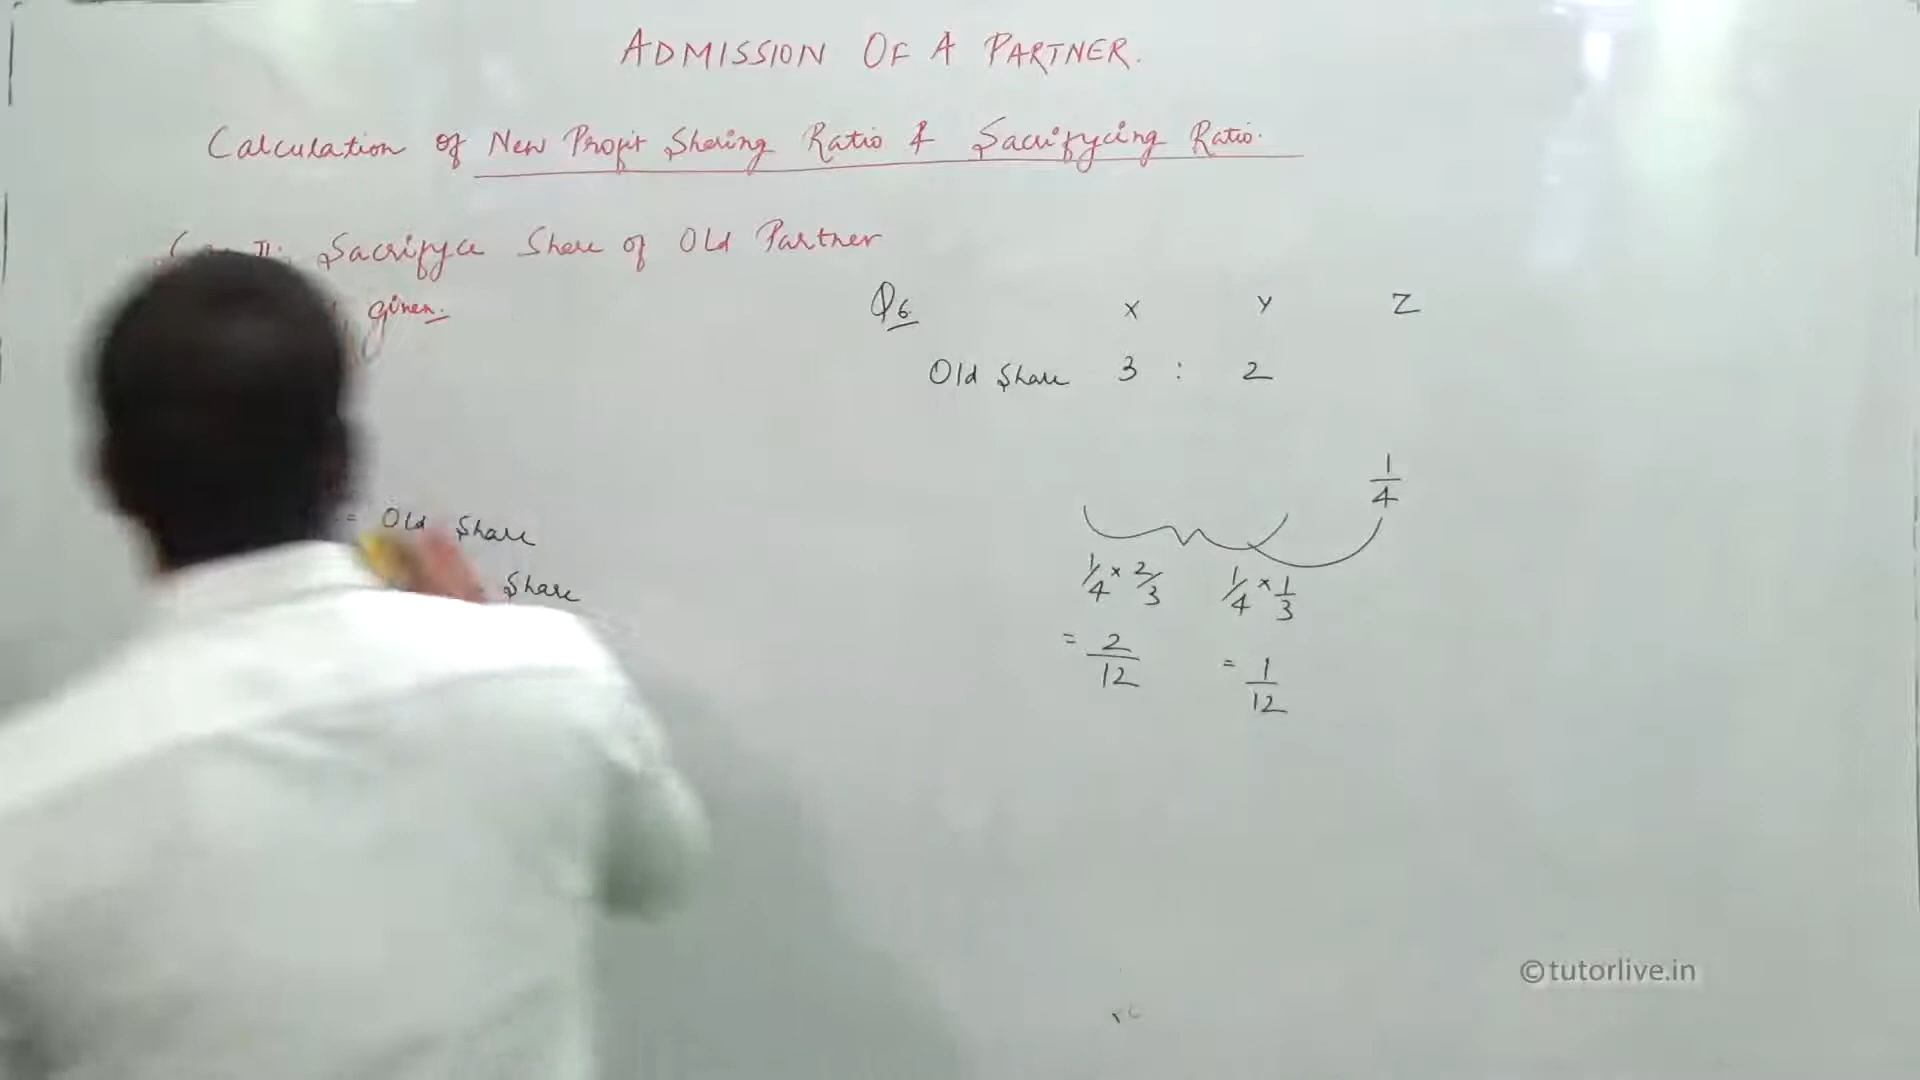 ADMISSION OF A PARTNER.
Calculation of New Profit Sharing Ratio & Sacrifycing Ratio.
II. Sacrifyce Share of Old Partner
given.
Q6. X Y Z
Old Share 3 : 2
1/4
1/4 × 2/3 1/4 × 1/3
= 2/12 = 1/12
= Old Share
Share
©tutorlive.in